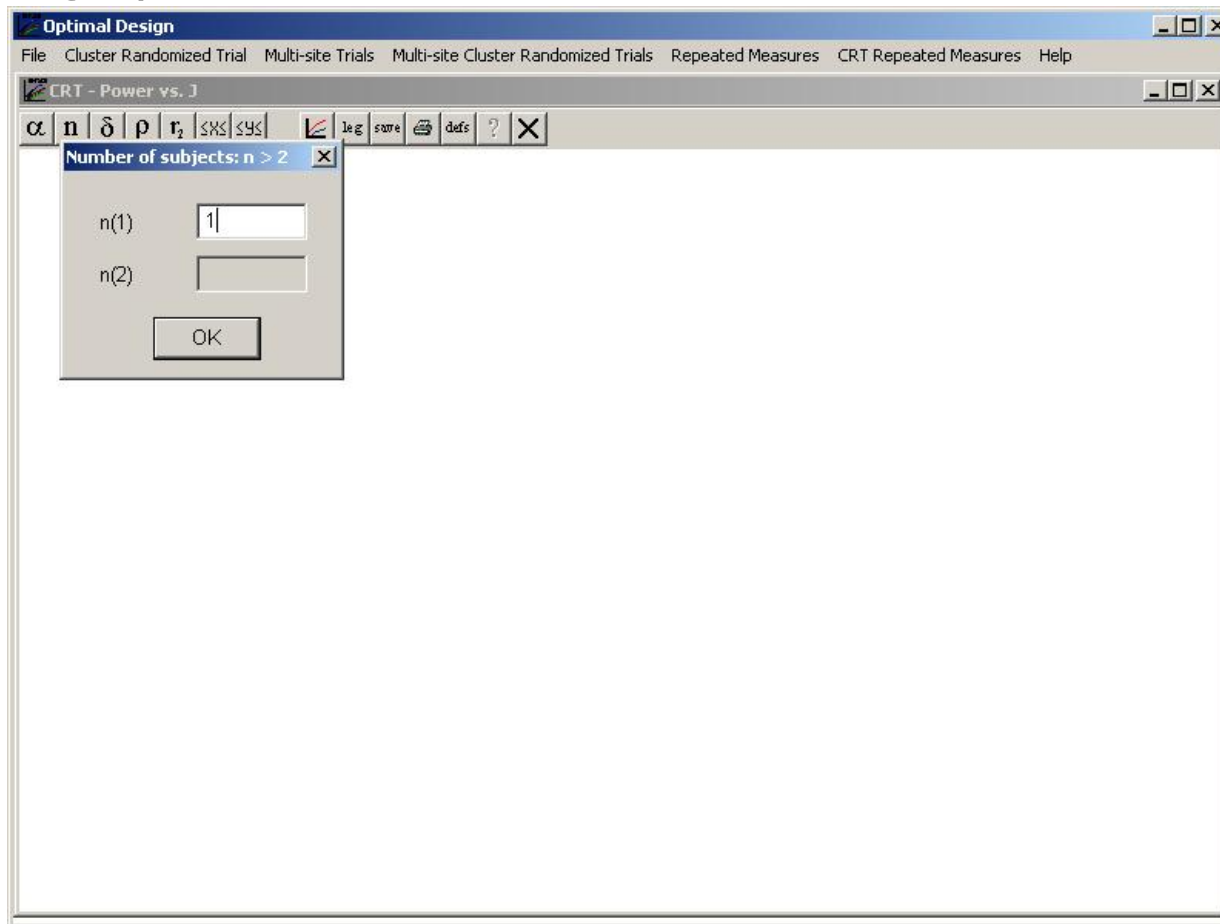 Optimal Design
File Cluster Randomized Trial Multi-site Trials Multi-site Cluster Randomized Trials Repeated Measures CRT Repeated Measures Help
CRT - Power vs. J
α n δ ρ r₂ ≤X≤ ≤y≤ leg save defs ?
Number of subjects: n > 2
n(1) 1
n(2)
OK